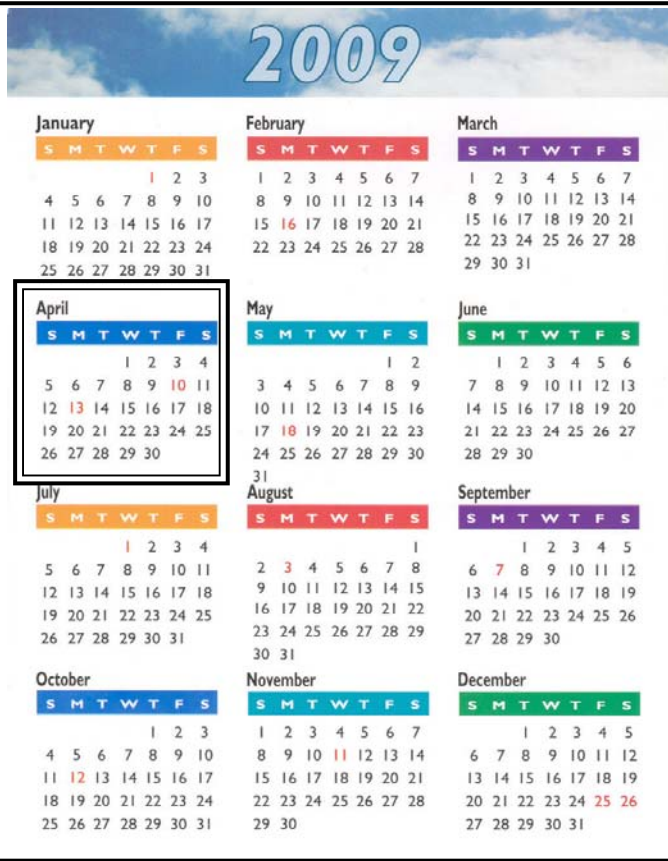 2009
January February March
S M T W T F S S M T W T F S S M T W T F S
1 2 3 1 2 3 4 5 6 7 1 2 3 4 5 6 7
4 5 6 7 8 9 10 8 9 10 11 12 13 14 8 9 10 11 12 13 14
11 12 13 14 15 16 17 15 16 17 18 19 20 21 15 16 17 18 19 20 21
18 19 20 21 22 23 24 22 23 24 25 26 27 28 22 23 24 25 26 27 28
25 26 27 28 29 30 31 29 30 31
April May June
S M T W T F S S M T W T F S S M T W T F S
1 2 3 4 1 2 1 2 3 4 5 6
5 6 7 8 9 10 11 3 4 5 6 7 8 9 7 8 9 10 11 12 13
12 13 14 15 16 17 18 10 11 12 13 14 15 16 14 15 16 17 18 19 20
19 20 21 22 23 24 25 17 18 19 20 21 22 23 21 22 23 24 25 26 27
26 27 28 29 30 24 25 26 27 28 29 30 28 29 30
31
July August September
S M T W T F S S M T W T F S S M T W T F S
1 2 3 4 1 1 2 3 4 5
5 6 7 8 9 10 11 2 3 4 5 6 7 8 6 7 8 9 10 11 12
12 13 14 15 16 17 18 9 10 11 12 13 14 15 13 14 15 16 17 18 19
19 20 21 22 23 24 25 16 17 18 19 20 21 22 20 21 22 23 24 25 26
26 27 28 29 30 31 23 24 25 26 27 28 29 27 28 29 30
30 31
October November December
S M T W T F S S M T W T F S S M T W T F S
1 2 3 1 2 3 4 5 6 7 1 2 3 4 5
4 5 6 7 8 9 10 8 9 10 11 12 13 14 6 7 8 9 10 11 12
11 12 13 14 15 16 17 15 16 17 18 19 20 21 13 14 15 16 17 18 19
18 19 20 21 22 23 24 22 23 24 25 26 27 28 20 21 22 23 24 25 26
25 26 27 28 29 30 31 29 30 27 28 29 30 31